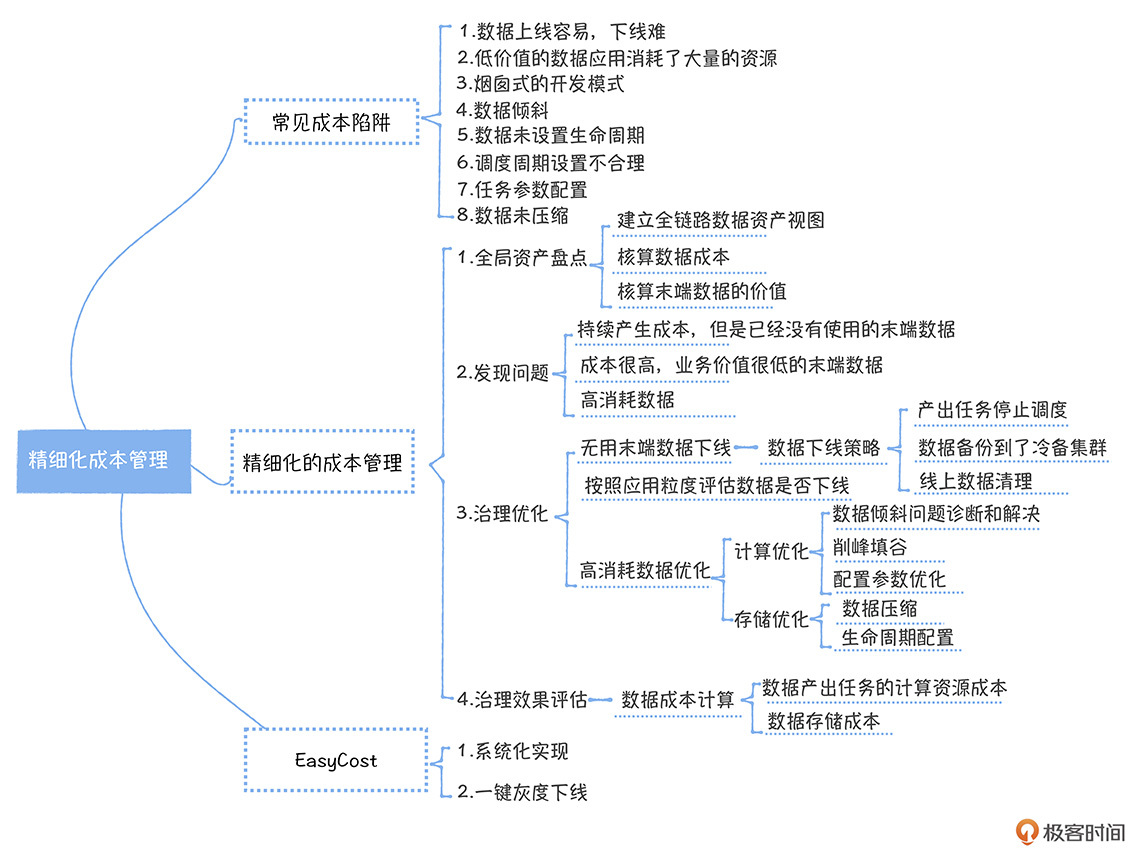 精细化成本管理
常见成本陷阱
1.数据上线容易，下线难
2.低价值的数据应用消耗了大量的资源
3.烟囱式的开发模式
4.数据倾斜
5.数据未设置生命周期
6.调度周期设置不合理
7.任务参数配置
8.数据未压缩
精细化的成本管理
1.全局资产盘点
建立全链路数据资产视图
核算数据成本
核算末端数据的价值
2.发现问题
持续产生成本，但是已经没有使用的末端数据
成本很高，业务价值很低的末端数据
高消耗数据
3.治理优化
无用末端数据下线
数据下线策略
产出任务停止调度
数据备份到了冷备集群
线上数据清理
按照应用粒度评估数据是否下线
高消耗数据优化
计算优化
数据倾斜问题诊断和解决
削峰填谷
配置参数优化
存储优化
数据压缩
生命周期配置
4.治理效果评估
数据成本计算
数据产出任务的计算资源成本
数据存储成本
EasyCost
1.系统化实现
2.一键灰度下线
极客时间